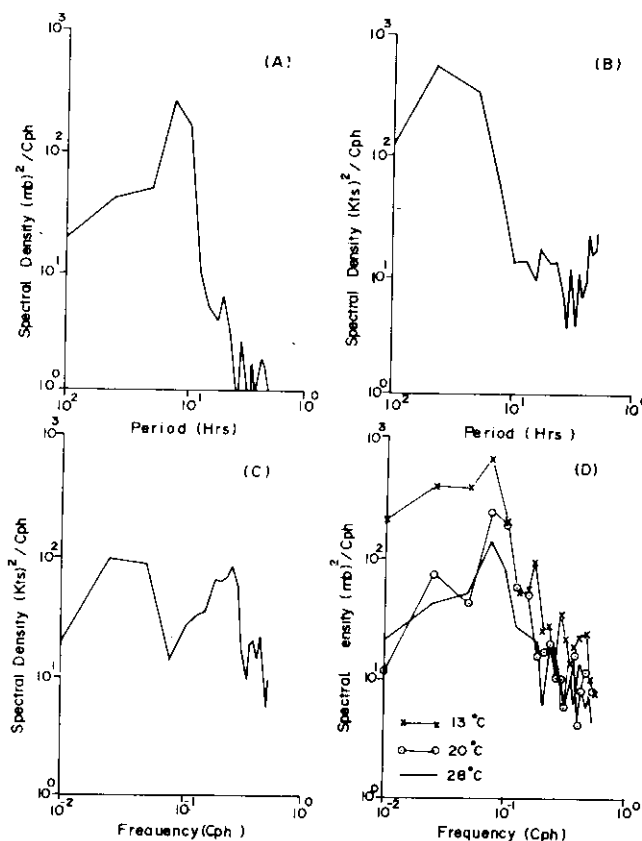 10³
10²
10¹
10⁰
Spectral Density (mb)²/Cph
(A)
10² 10¹ 10⁰
Period (Hrs)
10³
10²
10¹
10⁰
Spectral Density (Kts)²/Cph
(B)
10² 10¹ 10⁰
Period (Hrs)
10³
10²
10¹
10⁰
Spectral Density (Kts)²/Cph
(C)
10⁻² 10⁻¹ 10⁰
Frequency (Cph)
10³
10²
10¹
10⁰
Spectral ensity (mb)²/Cph
(D)
13°C
20°C
28°C
10⁻² 10⁻¹ 10⁰
Frequency (Cph)